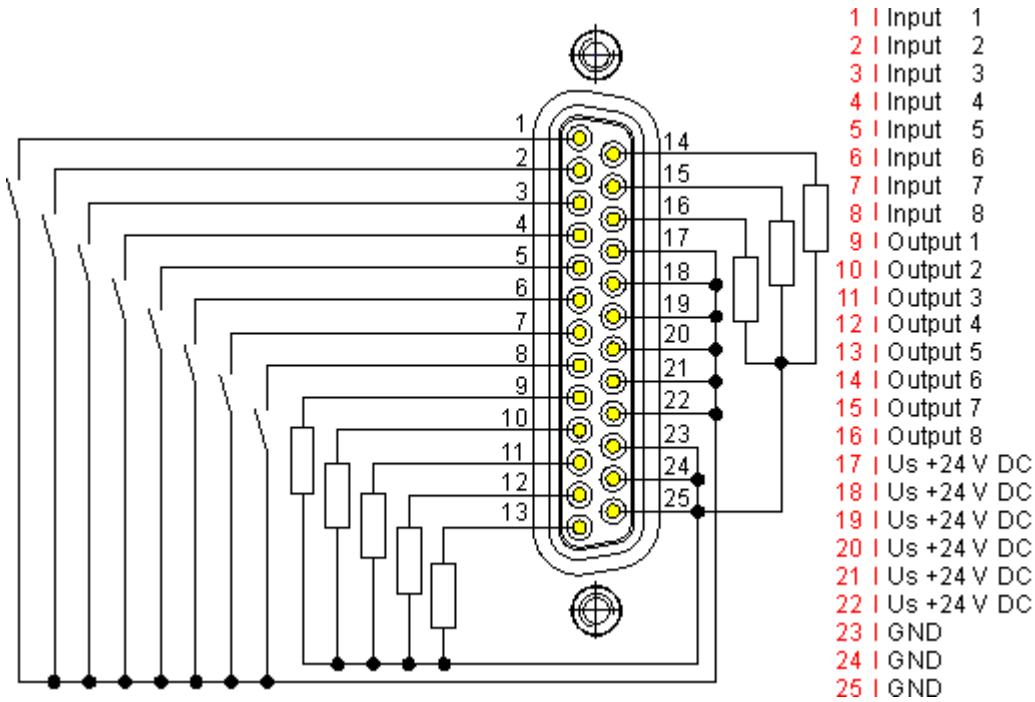 1
2
3
4
5
6
7
8
9
10
11
12
13
14
15
16
17
18
19
20
21
22
23
24
25
1 | Input 1
2 | Input 2
3 | Input 3
4 | Input 4
5 | Input 5
6 | Input 6
7 | Input 7
8 | Input 8
9 | Output 1
10 | Output 2
11 | Output 3
12 | Output 4
13 | Output 5
14 | Output 6
15 | Output 7
16 | Output 8
17 | Us +24 V DC
18 | Us +24 V DC
19 | Us +24 V DC
20 | Us +24 V DC
21 | Us +24 V DC
22 | Us +24 V DC
23 | GND
24 | GND
25 | GND